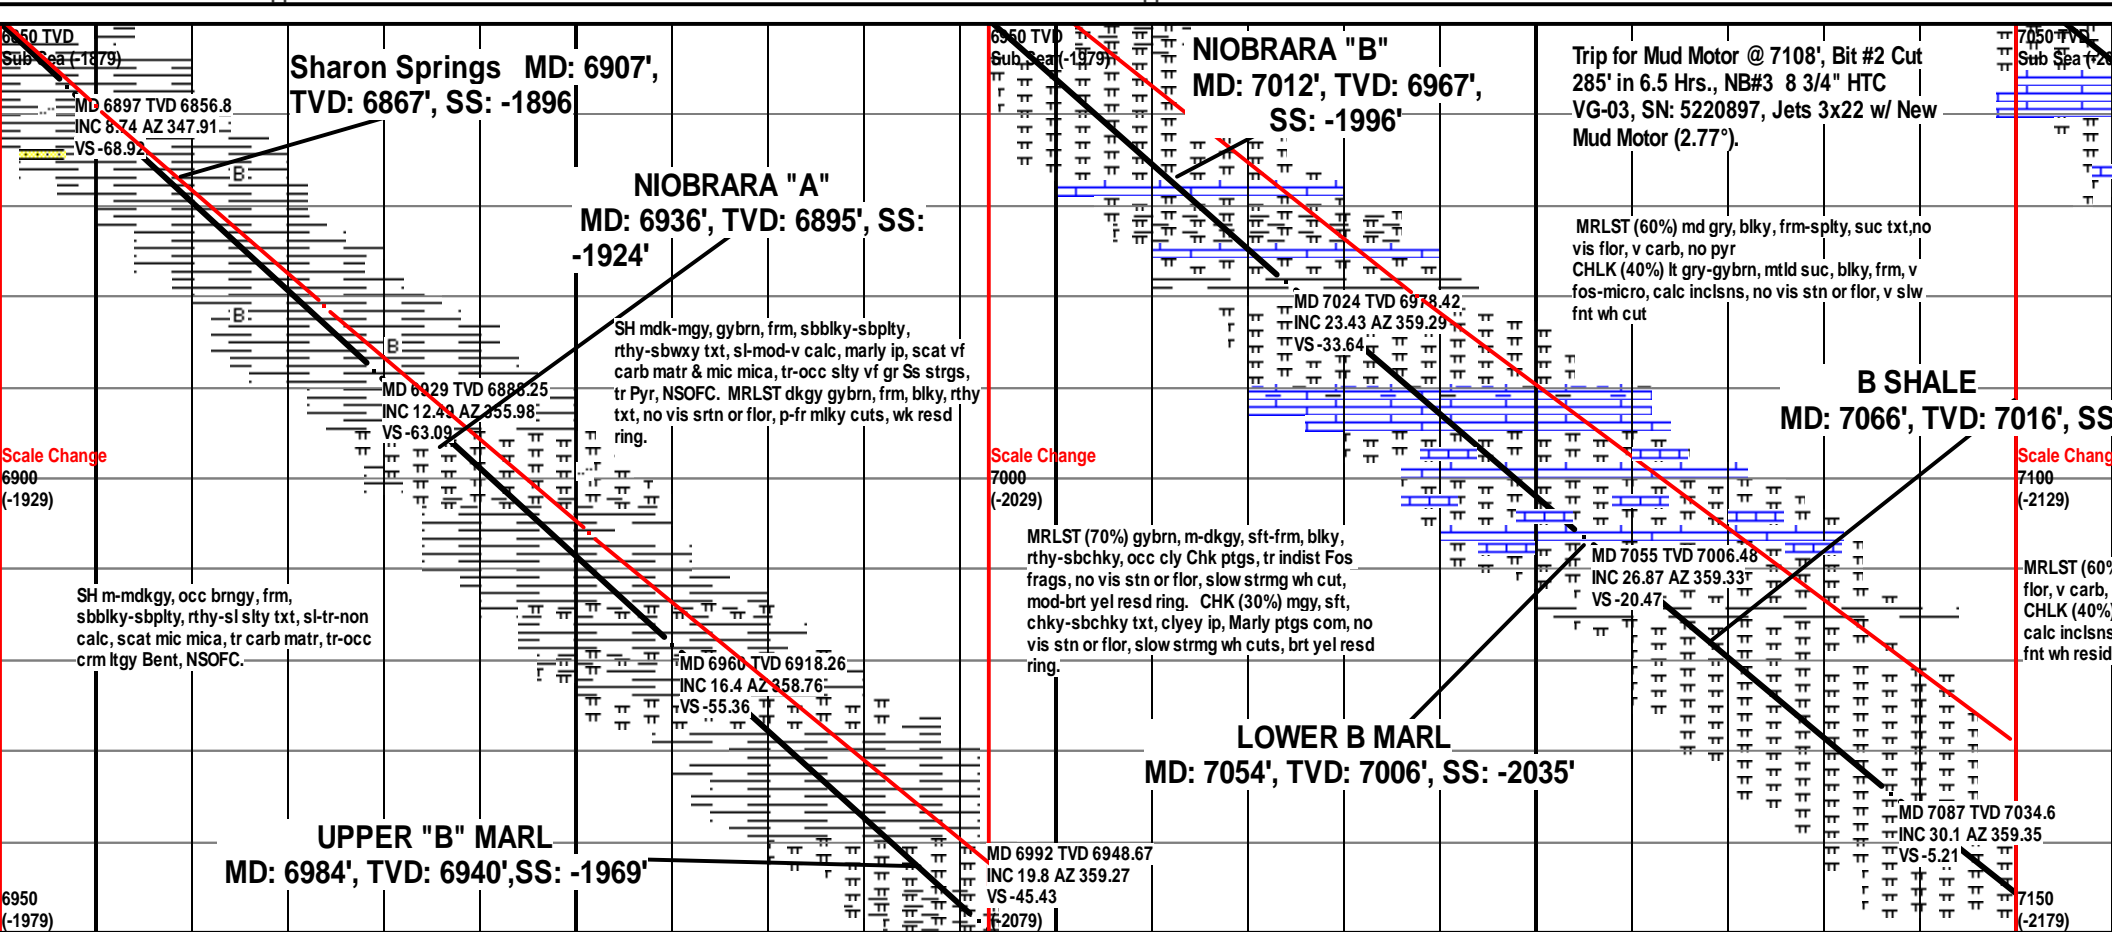 6850 TVD
Sub Sea (-1879)
MD 6897 TVD 6856.8
INC 8.74 AZ 347.91
VS -68.92
Sharon Springs MD: 6907',
TVD: 6867', SS: -1896
B
B
B
NIOBRARA "A"
MD: 6936', TVD: 6895', SS:
-1924'
SH mdk-mgy, gybrn, frm, sbblky-sbplty,
rthy-sbwxy txt, sl-mod-v calc, marly ip, scat vf
carb matr & mic mica, tr-occ slty vf gr Ss strgs,
tr Pyr, NSOFC. MRLST dkgy gybrn, frm, blky, rthy
txt, no vis srtn or flor, p-fr mlky cuts, wk resd
ring.
MD 6929 TVD 6888.25
INC 12.49 AZ 355.98
VS -63.09
Scale Change
6900
(-1929)
SH m-mdkgy, occ brngy, frm,
sbblky-sbplty, rthy-sl slty txt, sl-tr-non
calc, scat mic mica, tr carb matr, tr-occ
crm ltgy Bent, NSOFC.
MD 6960 TVD 6918.26
INC 16.4 AZ 358.76
VS -55.36
UPPER "B" MARL
MD: 6984', TVD: 6940',SS: -1969'
6950
(-1979)
MD 6992 TVD 6948.67
INC 19.8 AZ 359.27
VS -45.43
(-2079)
6950 TVD
Sub Sea (-1979)
NIOBRARA "B"
MD: 7012', TVD: 6967',
SS: -1996'
Trip for Mud Motor @ 7108', Bit #2 Cut
285' in 6.5 Hrs., NB#3 8 3/4" HTC
VG-03, SN: 5220897, Jets 3x22 w/ New
Mud Motor (2.77°).
MRLST (60%) md gry, blky, frm-splty, suc txt,no
vis flor, v carb, no pyr
CHLK (40%) lt gry-gybrn, mtld suc, blky, frm, v
fos-micro, calc inclsns, no vis stn or flor, v slw
fnt wh cut
MD 7024 TVD 6978.42
INC 23.43 AZ 359.29
VS -33.64
B SHALE
MD: 7066', TVD: 7016', SS
Scale Change
7000
(-2029)
MRLST (70%) gybrn, m-dkgy, sft-frm, blky,
rthy-sbchky, occ cly Chk ptgs, tr indist Fos
frags, no vis stn or flor, slow strmg wh cut,
mod-brt yel resd ring. CHK (30%) mgy, sft,
chky-sbchky txt, clyey ip, Marly ptgs com, no
vis stn or flor, slow strmg wh cuts, brt yel resd
ring.
MD 7055 TVD 7006.48
INC 26.87 AZ 359.33
VS -20.47
LOWER B MARL
MD: 7054', TVD: 7006', SS: -2035'
MD 7087 TVD 7034.6
INC 30.1 AZ 359.35
VS -5.21
7050 TVD
Sub Sea (-20
Scale Chang
7100
(-2129)
MRLST (60%
flor, v carb,
CHLK (40%)
calc inclsns
fnt wh resid
7150
(-2179)